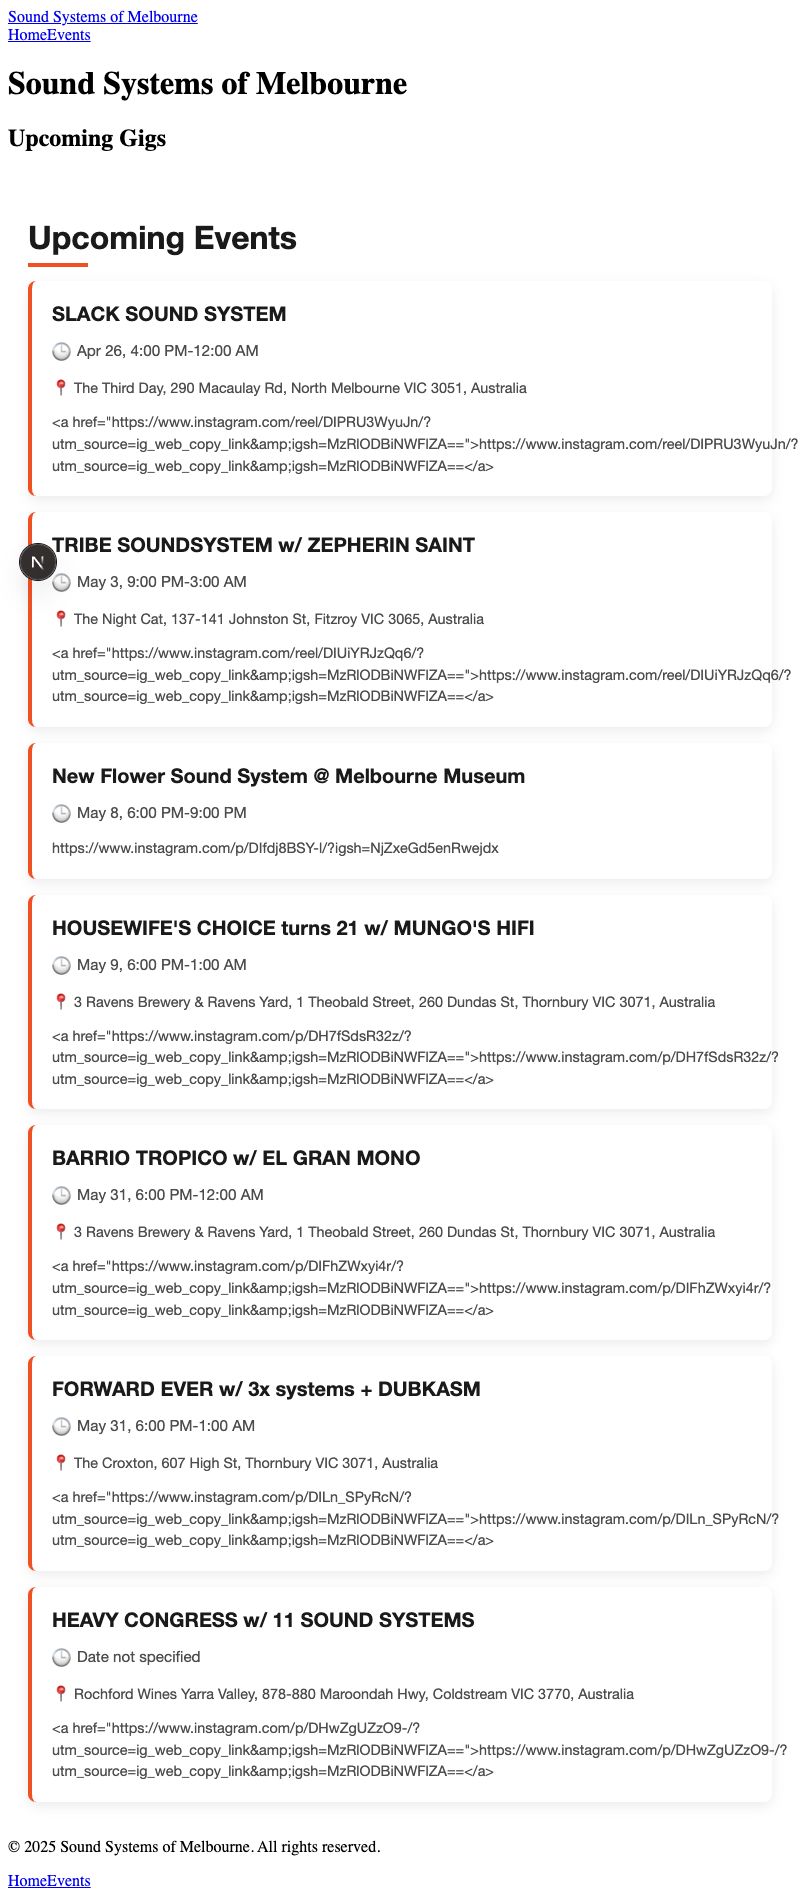 Sound Systems of Melbourne
HomeEvents
Sound Systems of Melbourne
Upcoming Gigs
Upcoming Events
SLACK SOUND SYSTEM
Apr 26, 4:00 PM-12:00 AM
The Third Day, 290 Macaulay Rd, North Melbourne VIC 3051, Australia
<a href="https://www.instagram.com/reel/DIPRU3WyuJn/?
utm_source=ig_web_copy_link&amp;igsh=MzRlODBiNWFlZA==">https://www.instagram.com/reel/DIPRU3WyuJn/?
utm_source=ig_web_copy_link&amp;igsh=MzRlODBiNWFlZA==</a>
TRIBE SOUNDSYSTEM w/ ZEPHERIN SAINT
N
May 3, 9:00 PM-3:00 AM
The Night Cat, 137-141 Johnston St, Fitzroy VIC 3065, Australia
<a href="https://www.instagram.com/reel/DIUiYRJzQq6/?
utm_source=ig_web_copy_link&amp;igsh=MzRlODBiNWFlZA==">https://www.instagram.com/reel/DIUiYRJzQq6/?
utm_source=ig_web_copy_link&amp;igsh=MzRlODBiNWFlZA==</a>
New Flower Sound System @ Melbourne Museum
May 8, 6:00 PM-9:00 PM
https://www.instagram.com/p/DIfdj8BSY-l/?igsh=NjZxeGd5enRwejdx
HOUSEWIFE'S CHOICE turns 21 w/ MUNGO'S HIFI
May 9, 6:00 PM-1:00 AM
3 Ravens Brewery & Ravens Yard, 1 Theobald Street, 260 Dundas St, Thornbury VIC 3071, Australia
<a href="https://www.instagram.com/p/DH7fSdsR32z/?
utm_source=ig_web_copy_link&amp;igsh=MzRlODBiNWFlZA==">https://www.instagram.com/p/DH7fSdsR32z/?
utm_source=ig_web_copy_link&amp;igsh=MzRlODBiNWFlZA==</a>
BARRIO TROPICO w/ EL GRAN MONO
May 31, 6:00 PM-12:00 AM
3 Ravens Brewery & Ravens Yard, 1 Theobald Street, 260 Dundas St, Thornbury VIC 3071, Australia
<a href="https://www.instagram.com/p/DIFhZWxyi4r/?
utm_source=ig_web_copy_link&amp;igsh=MzRlODBiNWFlZA==">https://www.instagram.com/p/DIFhZWxyi4r/?
utm_source=ig_web_copy_link&amp;igsh=MzRlODBiNWFlZA==</a>
FORWARD EVER w/ 3x systems + DUBKASM
May 31, 6:00 PM-1:00 AM
The Croxton, 607 High St, Thornbury VIC 3071, Australia
<a href="https://www.instagram.com/p/DILn_SPyRcN/?
utm_source=ig_web_copy_link&amp;igsh=MzRlODBiNWFlZA==">https://www.instagram.com/p/DILn_SPyRcN/?
utm_source=ig_web_copy_link&amp;igsh=MzRlODBiNWFlZA==</a>
HEAVY CONGRESS w/ 11 SOUND SYSTEMS
Date not specified
Rochford Wines Yarra Valley, 878-880 Maroondah Hwy, Coldstream VIC 3770, Australia
<a href="https://www.instagram.com/p/DHwZgUZzO9-/?
utm_source=ig_web_copy_link&amp;igsh=MzRlODBiNWFlZA==">https://www.instagram.com/p/DHwZgUZzO9-/?
utm_source=ig_web_copy_link&amp;igsh=MzRlODBiNWFlZA==</a>
© 2025 Sound Systems of Melbourne. All rights reserved.
HomeEvents